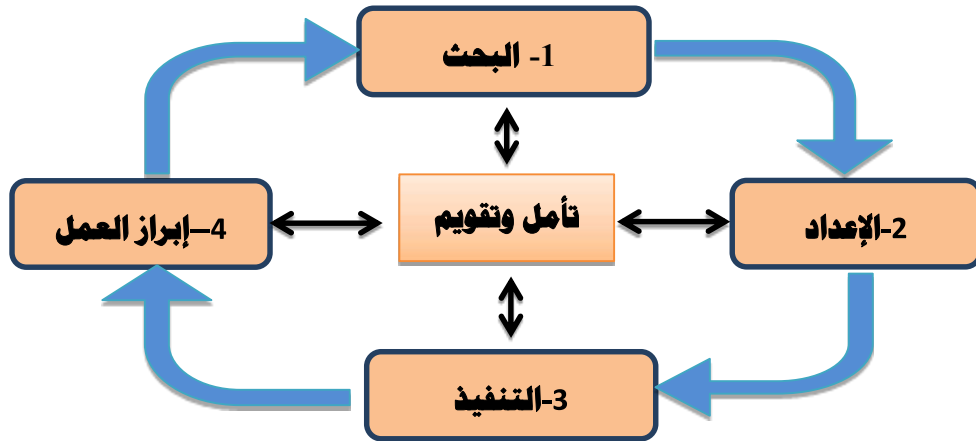 1- البحث
2-الإعداد
3-التنفيذ
4–إبراز العمل
تأمل وتقويم